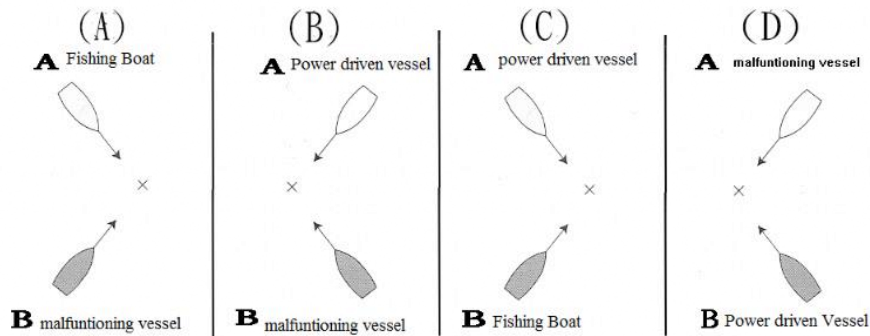 (A)
A Fishing Boat
B malfuntioning vessel
(B)
A Power driven vessel
B malfuntioning vessel
(C)
A power driven vessel
B Fishing Boat
(D)
A malfuntioning vessel
B Power driven Vessel